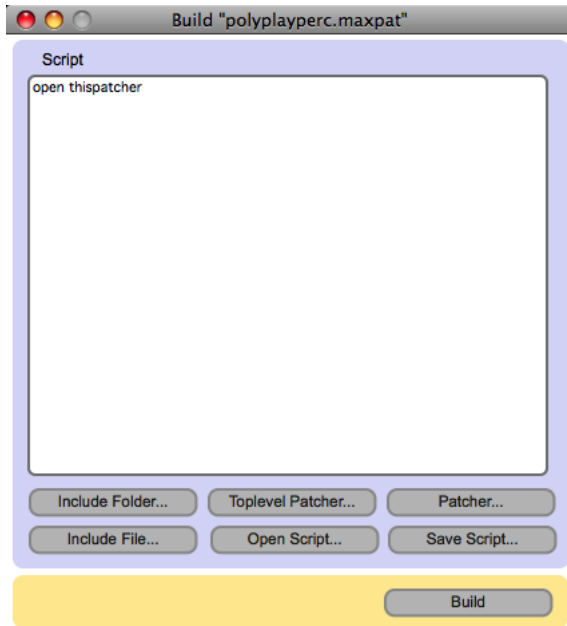 Build "polyplayperc.maxpat"
Script
open thispatcher
Include Folder... Toplevel Patcher... Patcher...
Include File... Open Script... Save Script...
Build